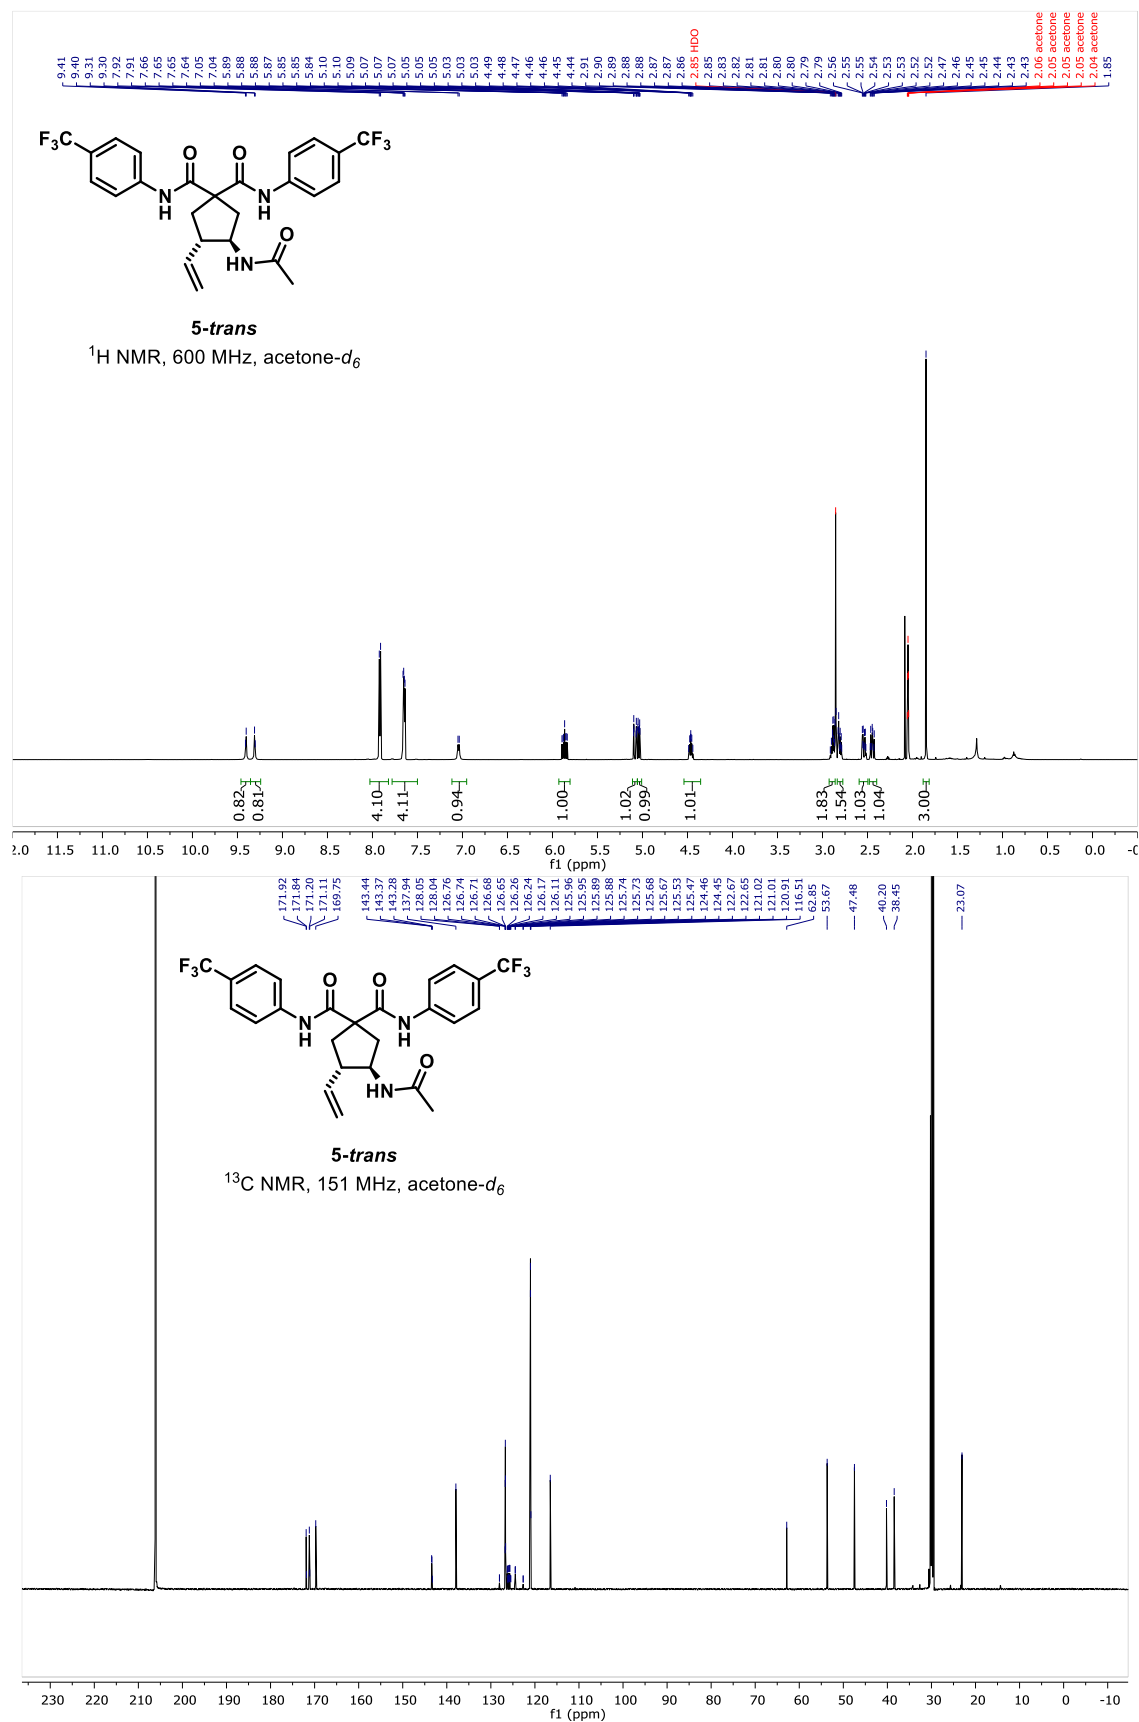 9.41 9.40 9.31 9.30 7.92 7.91 7.66 7.65 7.65 7.64 7.05 7.04 5.89 5.88 5.88 5.87 5.85 5.85 5.84 5.10 5.10 5.09 5.07 5.07 5.07 5.05 5.05 5.05 5.03 5.03 5.03 4.49 4.48 4.47 4.46 4.46 4.45 4.44 2.91 2.90 2.89 2.88 2.88 2.87 2.87 2.86 2.85 HDO 2.85 2.83 2.82 2.81 2.81 2.80 2.80 2.79 2.79 2.56 2.55 2.55 2.54 2.53 2.53 2.52 2.52 2.47 2.46 2.45 2.45 2.44 2.43 2.43 2.06 acetone 2.05 acetone 2.05 acetone 2.05 acetone 2.04 acetone 1.85
F3C CF3
O O
N N
H H
O
HN
5-trans
1H NMR, 600 MHz, acetone-d6
0.82 0.81 4.10 4.11 0.94 1.00 1.02 0.99 1.01 1.83 1.54 1.03 1.04 3.00
2.0 11.5 11.0 10.5 10.0 9.5 9.0 8.5 8.0 7.5 7.0 6.5 6.0 5.5 5.0 4.5 4.0 3.5 3.0 2.5 2.0 1.5 1.0 0.5 0.0 -0
f1 (ppm)
171.92 171.84 171.20 171.11 169.75 143.44 143.37 143.28 137.94 128.05 128.04 126.76 126.74 126.71 126.68 126.65 126.26 126.24 126.17 126.11 125.96 125.95 125.89 125.88 125.74 125.73 125.68 125.67 125.53 125.47 124.46 124.45 122.67 122.65 121.02 121.01 120.91 116.51 62.85 53.67 47.48 40.20 38.45 23.07
F3C CF3
O O
N N
H H
O
HN
5-trans
13C NMR, 151 MHz, acetone-d6
230 220 210 200 190 180 170 160 150 140 130 120 110 100 90 80 70 60 50 40 30 20 10 0 -10
f1 (ppm)